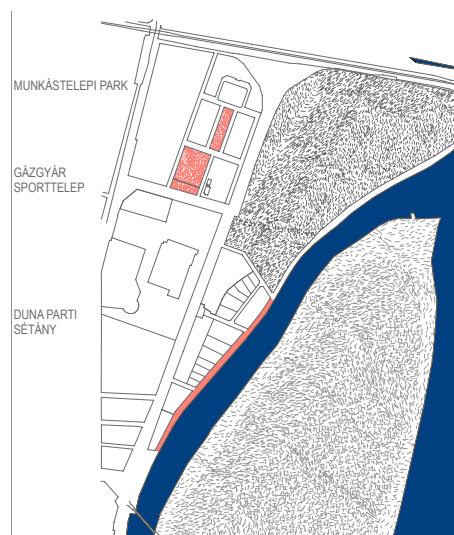 MUNKÁSTELEPI PARK
GÁZGYÁR
SPORTTELEP
DUNA PARTI
SÉTÁNY